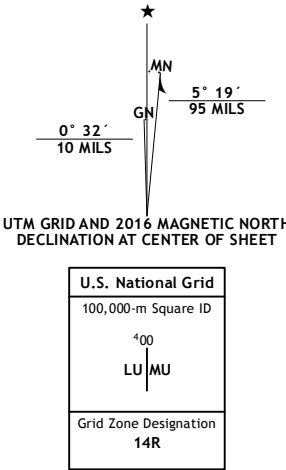 ★
MN
GN
5° 19´
95 MILS
0° 32´
10 MILS
UTM GRID AND 2016 MAGNETIC NORTH
DECLINATION AT CENTER OF SHEET
U.S. National Grid
100,000-m Square ID
⁴00
LU MU
Grid Zone Designation
14R